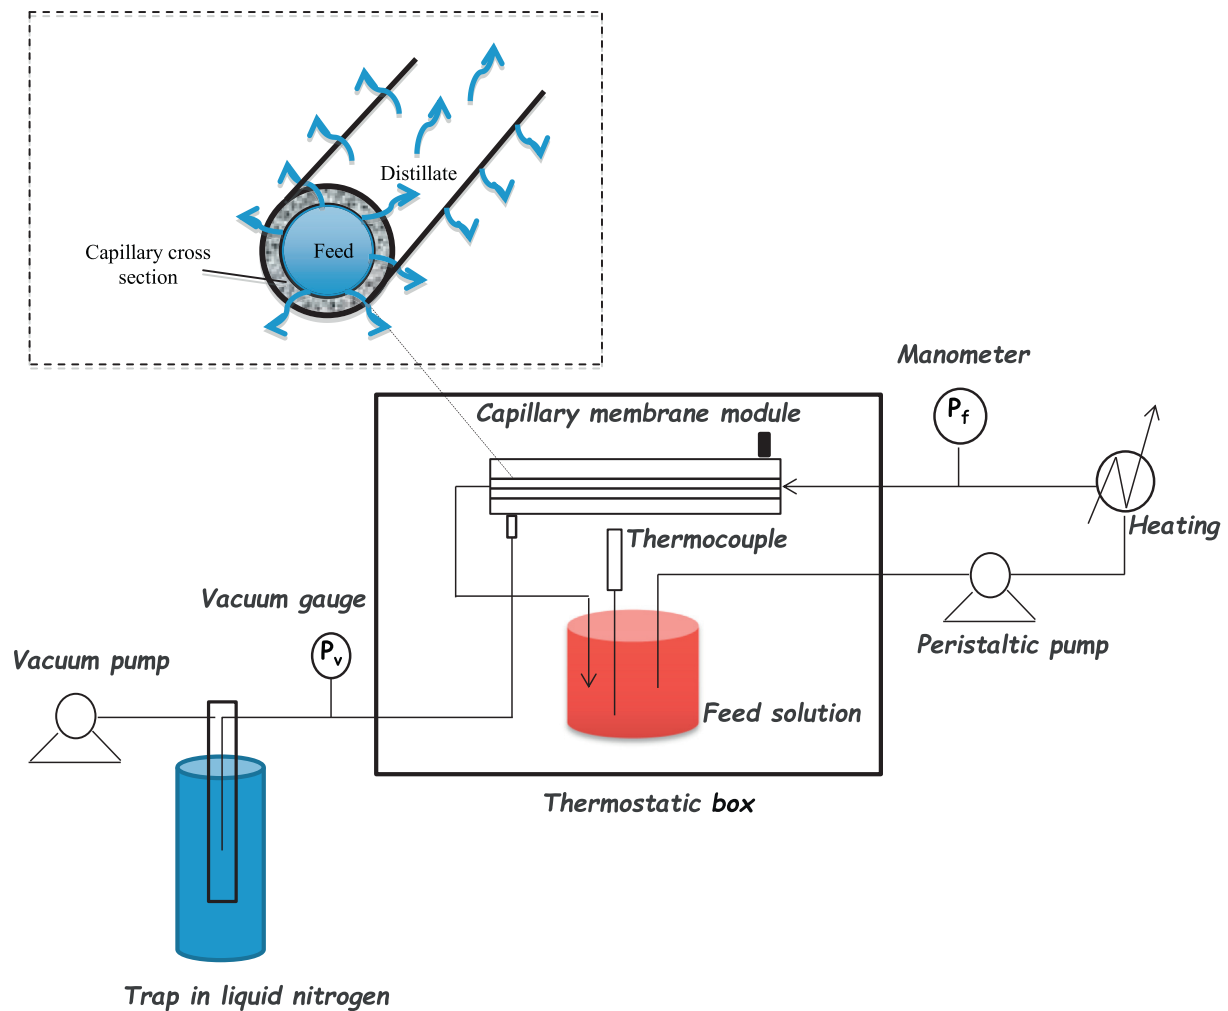 Distillate
Feed
Capillary cross
section
Manometer
Pf
Capillary membrane module
Heating
Thermocouple
Vacuum gauge
Pv
Peristaltic pump
Vacuum pump
Feed solution
Thermostatic box
Trap in liquid nitrogen